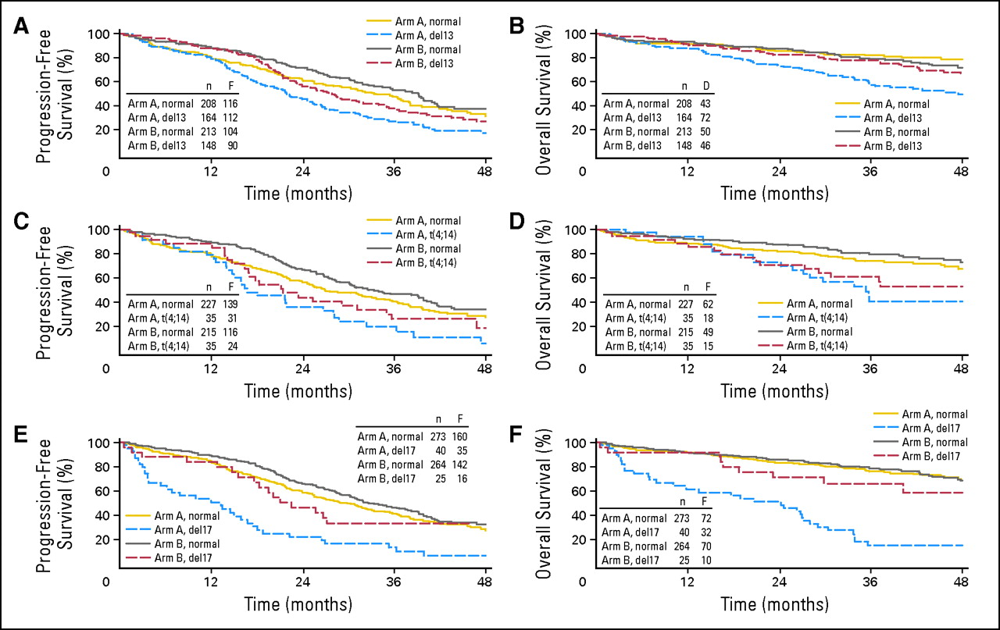 A
Progression-Free
Survival (%)
100
80
60
40
20
0
12
24
36
48
Time (months)
Arm A, normal
Arm A, del13
Arm B, normal
Arm B, del13
n F
Arm A, normal 208 116
Arm A, del13 164 112
Arm B, normal 213 104
Arm B, del13 148 90
B
Overall Survival (%)
100
80
60
40
20
0
12
24
36
48
Time (months)
n D
Arm A, normal 208 43
Arm A, del13 164 72
Arm B, normal 213 50
Arm B, del13 148 46
Arm A, normal
Arm A, del13
Arm B, normal
Arm B, del13
C
Progression-Free
Survival (%)
100
80
60
40
20
0
12
24
36
48
Time (months)
Arm A, normal
Arm A, t(4;14)
Arm B, normal
Arm B, t(4;14)
n F
Arm A, normal 227 139
Arm A, t(4;14) 35 31
Arm B, normal 215 116
Arm B, t(4;14) 35 24
D
Overall Survival (%)
100
80
60
40
20
0
12
24
36
48
Time (months)
n F
Arm A, normal 227 62
Arm A, t(4;14) 35 18
Arm B, normal 215 49
Arm B, t(4;14) 35 15
Arm A, normal
Arm A, t(4;14)
Arm B, normal
Arm B, t(4;14)
E
Progression-Free
Survival (%)
100
80
60
40
20
0
12
24
36
48
Time (months)
n F
Arm A, normal 273 160
Arm A, del17 40 35
Arm B, normal 264 142
Arm B, del17 25 16
Arm A, normal
Arm A, del17
Arm B, normal
Arm B, del17
F
Overall Survival (%)
100
80
60
40
20
0
12
24
36
48
Time (months)
Arm A, normal
Arm A, del17
Arm B, normal
Arm B, del17
n F
Arm A, normal 273 72
Arm A, del17 40 32
Arm B, normal 264 70
Arm B, del17 25 10